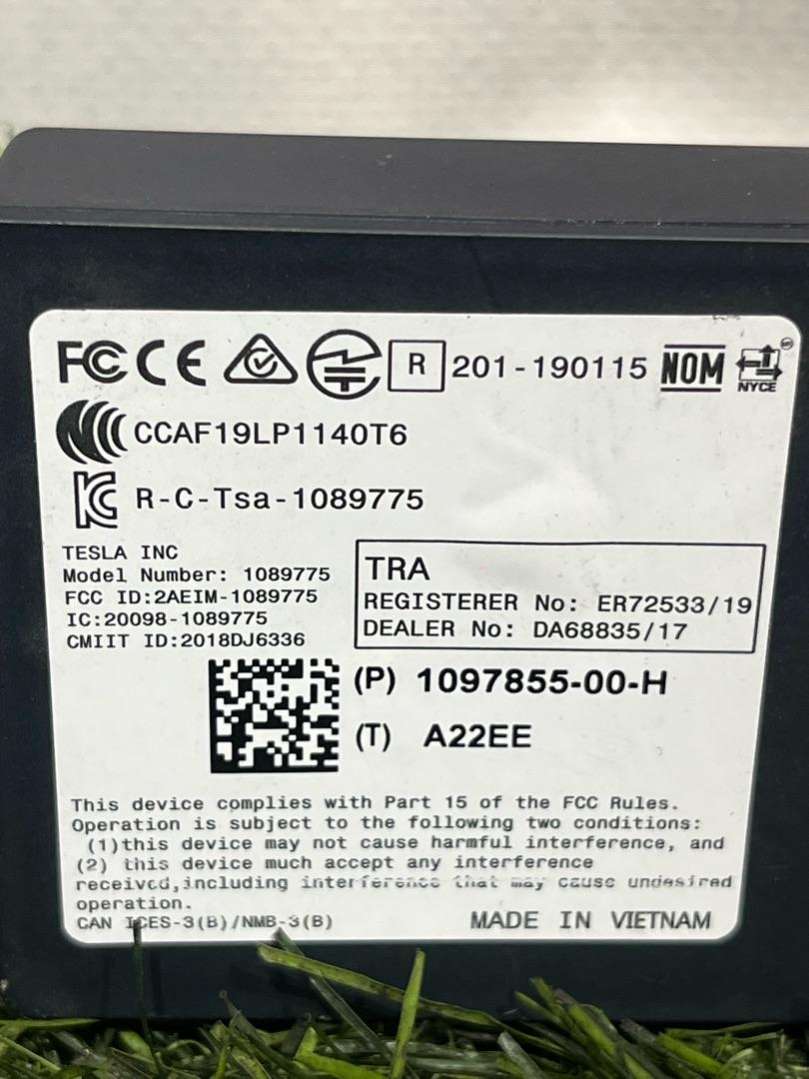 FC CE R 201-190115 NOM NYCE
CCAF19LP1140T6
KC R-C-Tsa-1089775
TESLA INC
Model Number: 1089775
FCC ID:2AEIM-1089775
IC:20098-1089775
CMIIT ID:2018DJ6336
TRA
REGISTERER No: ER72533/19
DEALER No: DA68835/17
(P) 1097855-00-H
(T) A22EE
This device complies with Part 15 of the FCC Rules.
Operation is subject to the following two conditions:
(1)this device may not cause harmful interference, and
(2) this device much accept any interference
received,including interference that may cause undesired
operation.
CAN ICES-3(B)/NMB-3(B)
MADE IN VIETNAM